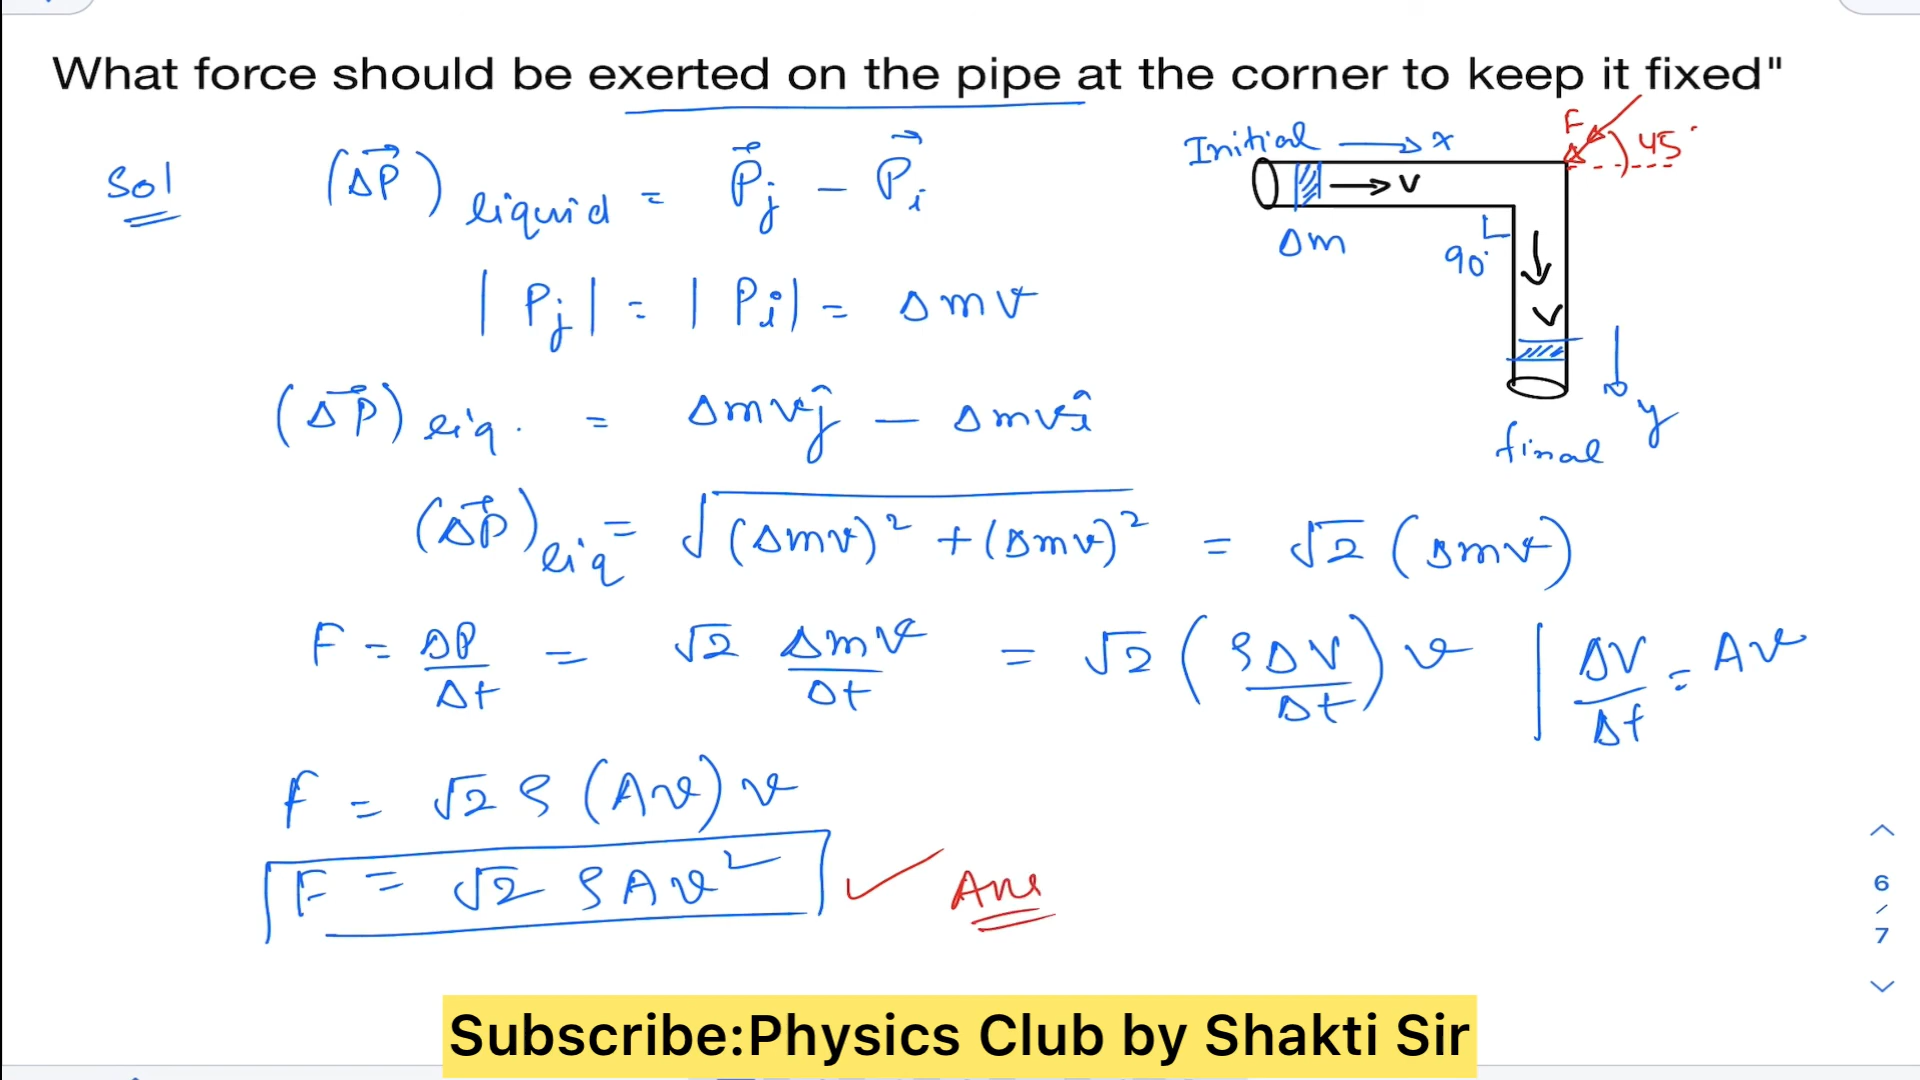 What force should be exerted on the pipe at the corner to keep it fixed"
Initial → x
F
45°
Sol
(ΔP⃗) liquid = P⃗j - P⃗i
→ v
Δm
90°
|Pj| = |Pi| = Δmv
v
(ΔP⃗) liq. = Δmvĵ - Δmvî
y
final
(ΔP⃗)liq = √(Δmv)² + (Δmv)² = √2 (Δmv)
F = ΔP/Δt = √2 Δmv/Δt = √2 (ρΔV/Δt) v | ΔV/Δt = Av
F = √2 ρ (Av) v
F = √2 ρAv² ✓ Ans
6
/
7
Subscribe:Physics Club by Shakti Sir